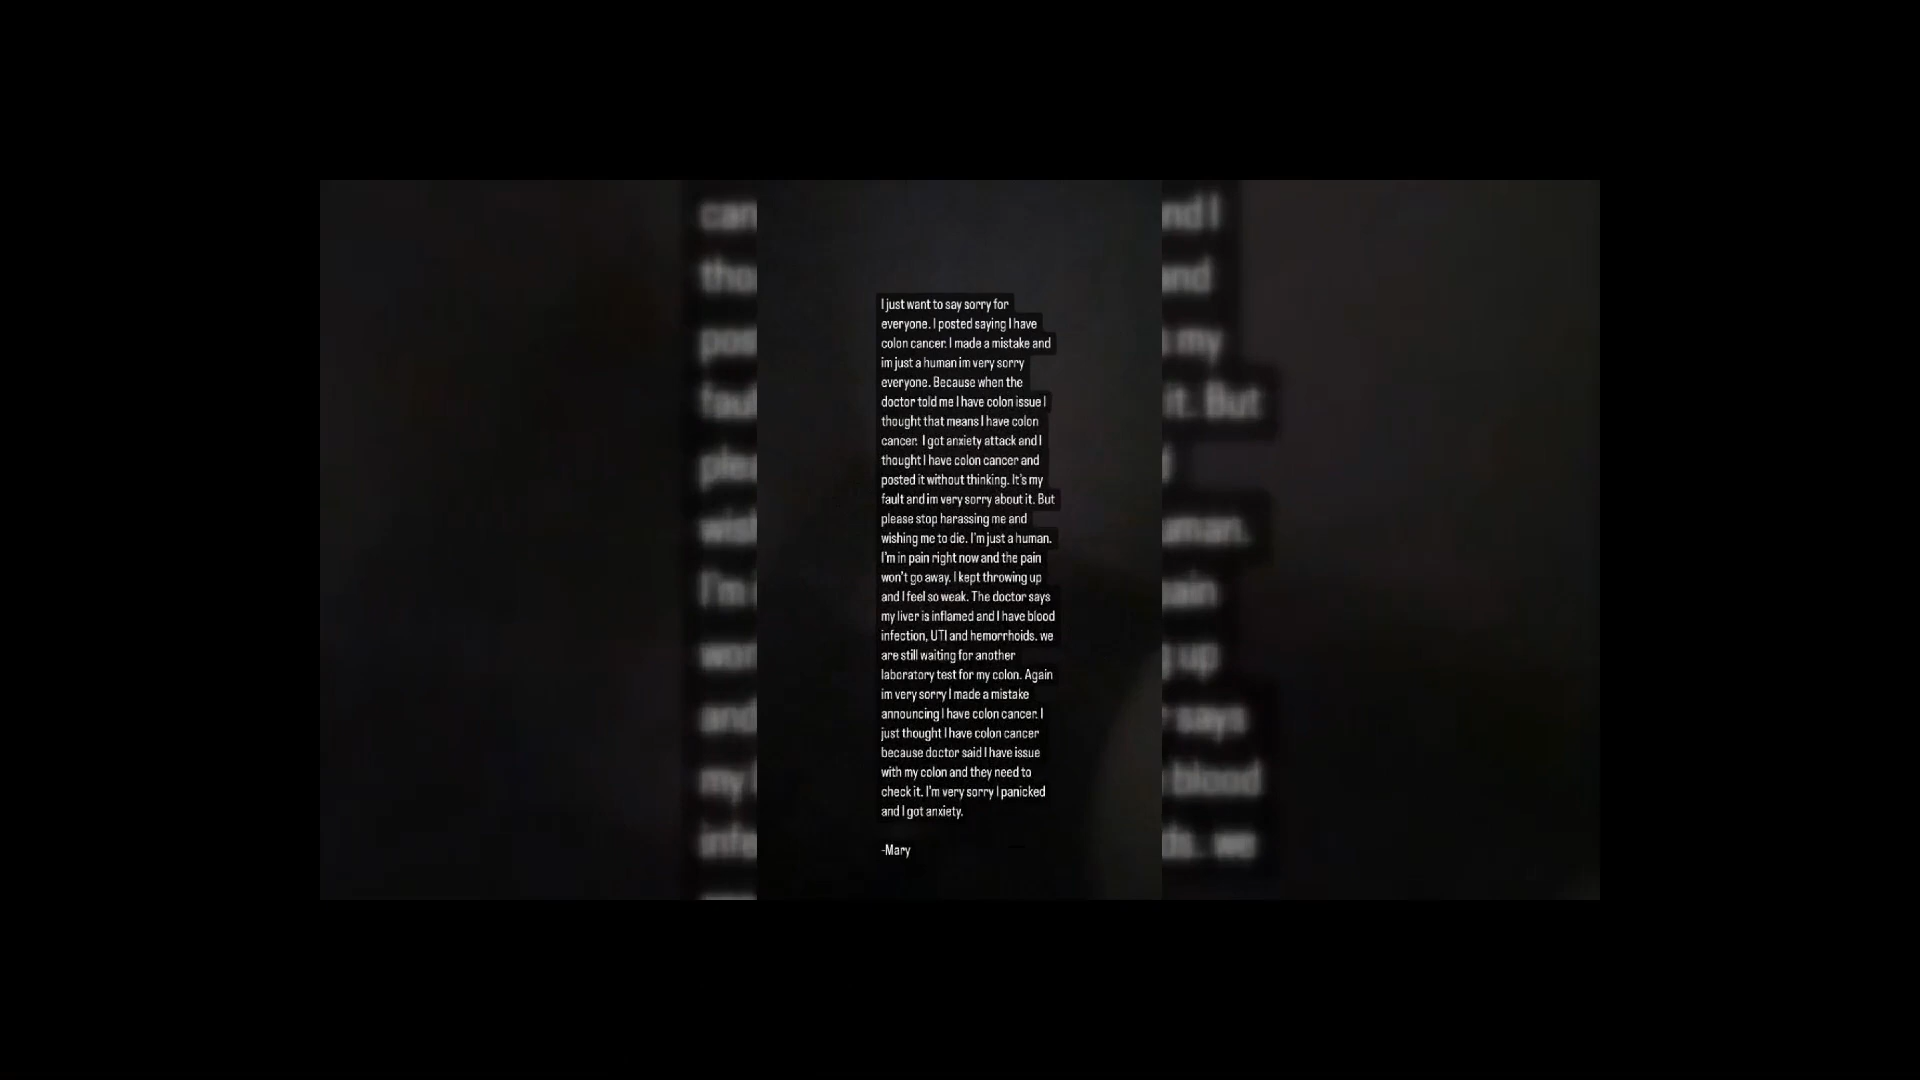 I just want to say sorry for
everyone. I posted saying I have
colon cancer. I made a mistake and
im just a human im very sorry
everyone. Because when the
doctor told me I have colon issue I
thought that means I have colon
cancer. I got anxiety attack and I
thought I have colon cancer and
posted it without thinking. It's my
fault and im very sorry about it. But
please stop harassing me and
wishing me to die. I'm just a human.
I'm in pain right now and the pain
won't go away. I kept throwing up
and I feel so weak. The doctor says
my liver is inflamed and I have blood
infection, UTI and hemorrhoids. we
are still waiting for another
laboratory test for my colon. Again
im very sorry I made a mistake
announcing I have colon cancer. I
just thought I have colon cancer
because doctor said I have issue
with my colon and they need to
check it. I'm very sorry I panicked
and I got anxiety.
-Mary